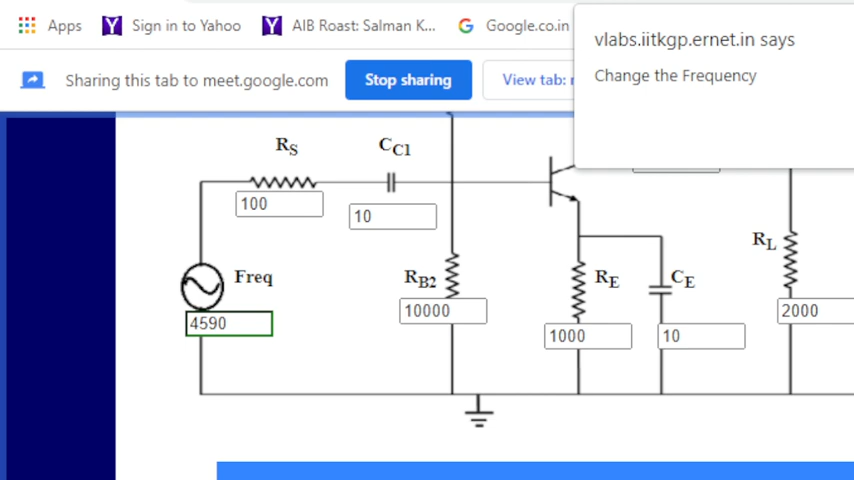 Apps Sign in to Yahoo AIB Roast: Salman K... Google.co.in
vlabs.iitkgp.ernet.in says
Change the Frequency
Sharing this tab to meet.google.com Stop sharing View tab:
RS CC1
100
10
RL
Freq RB2 RE CE
4590 10000 2000
1000 10